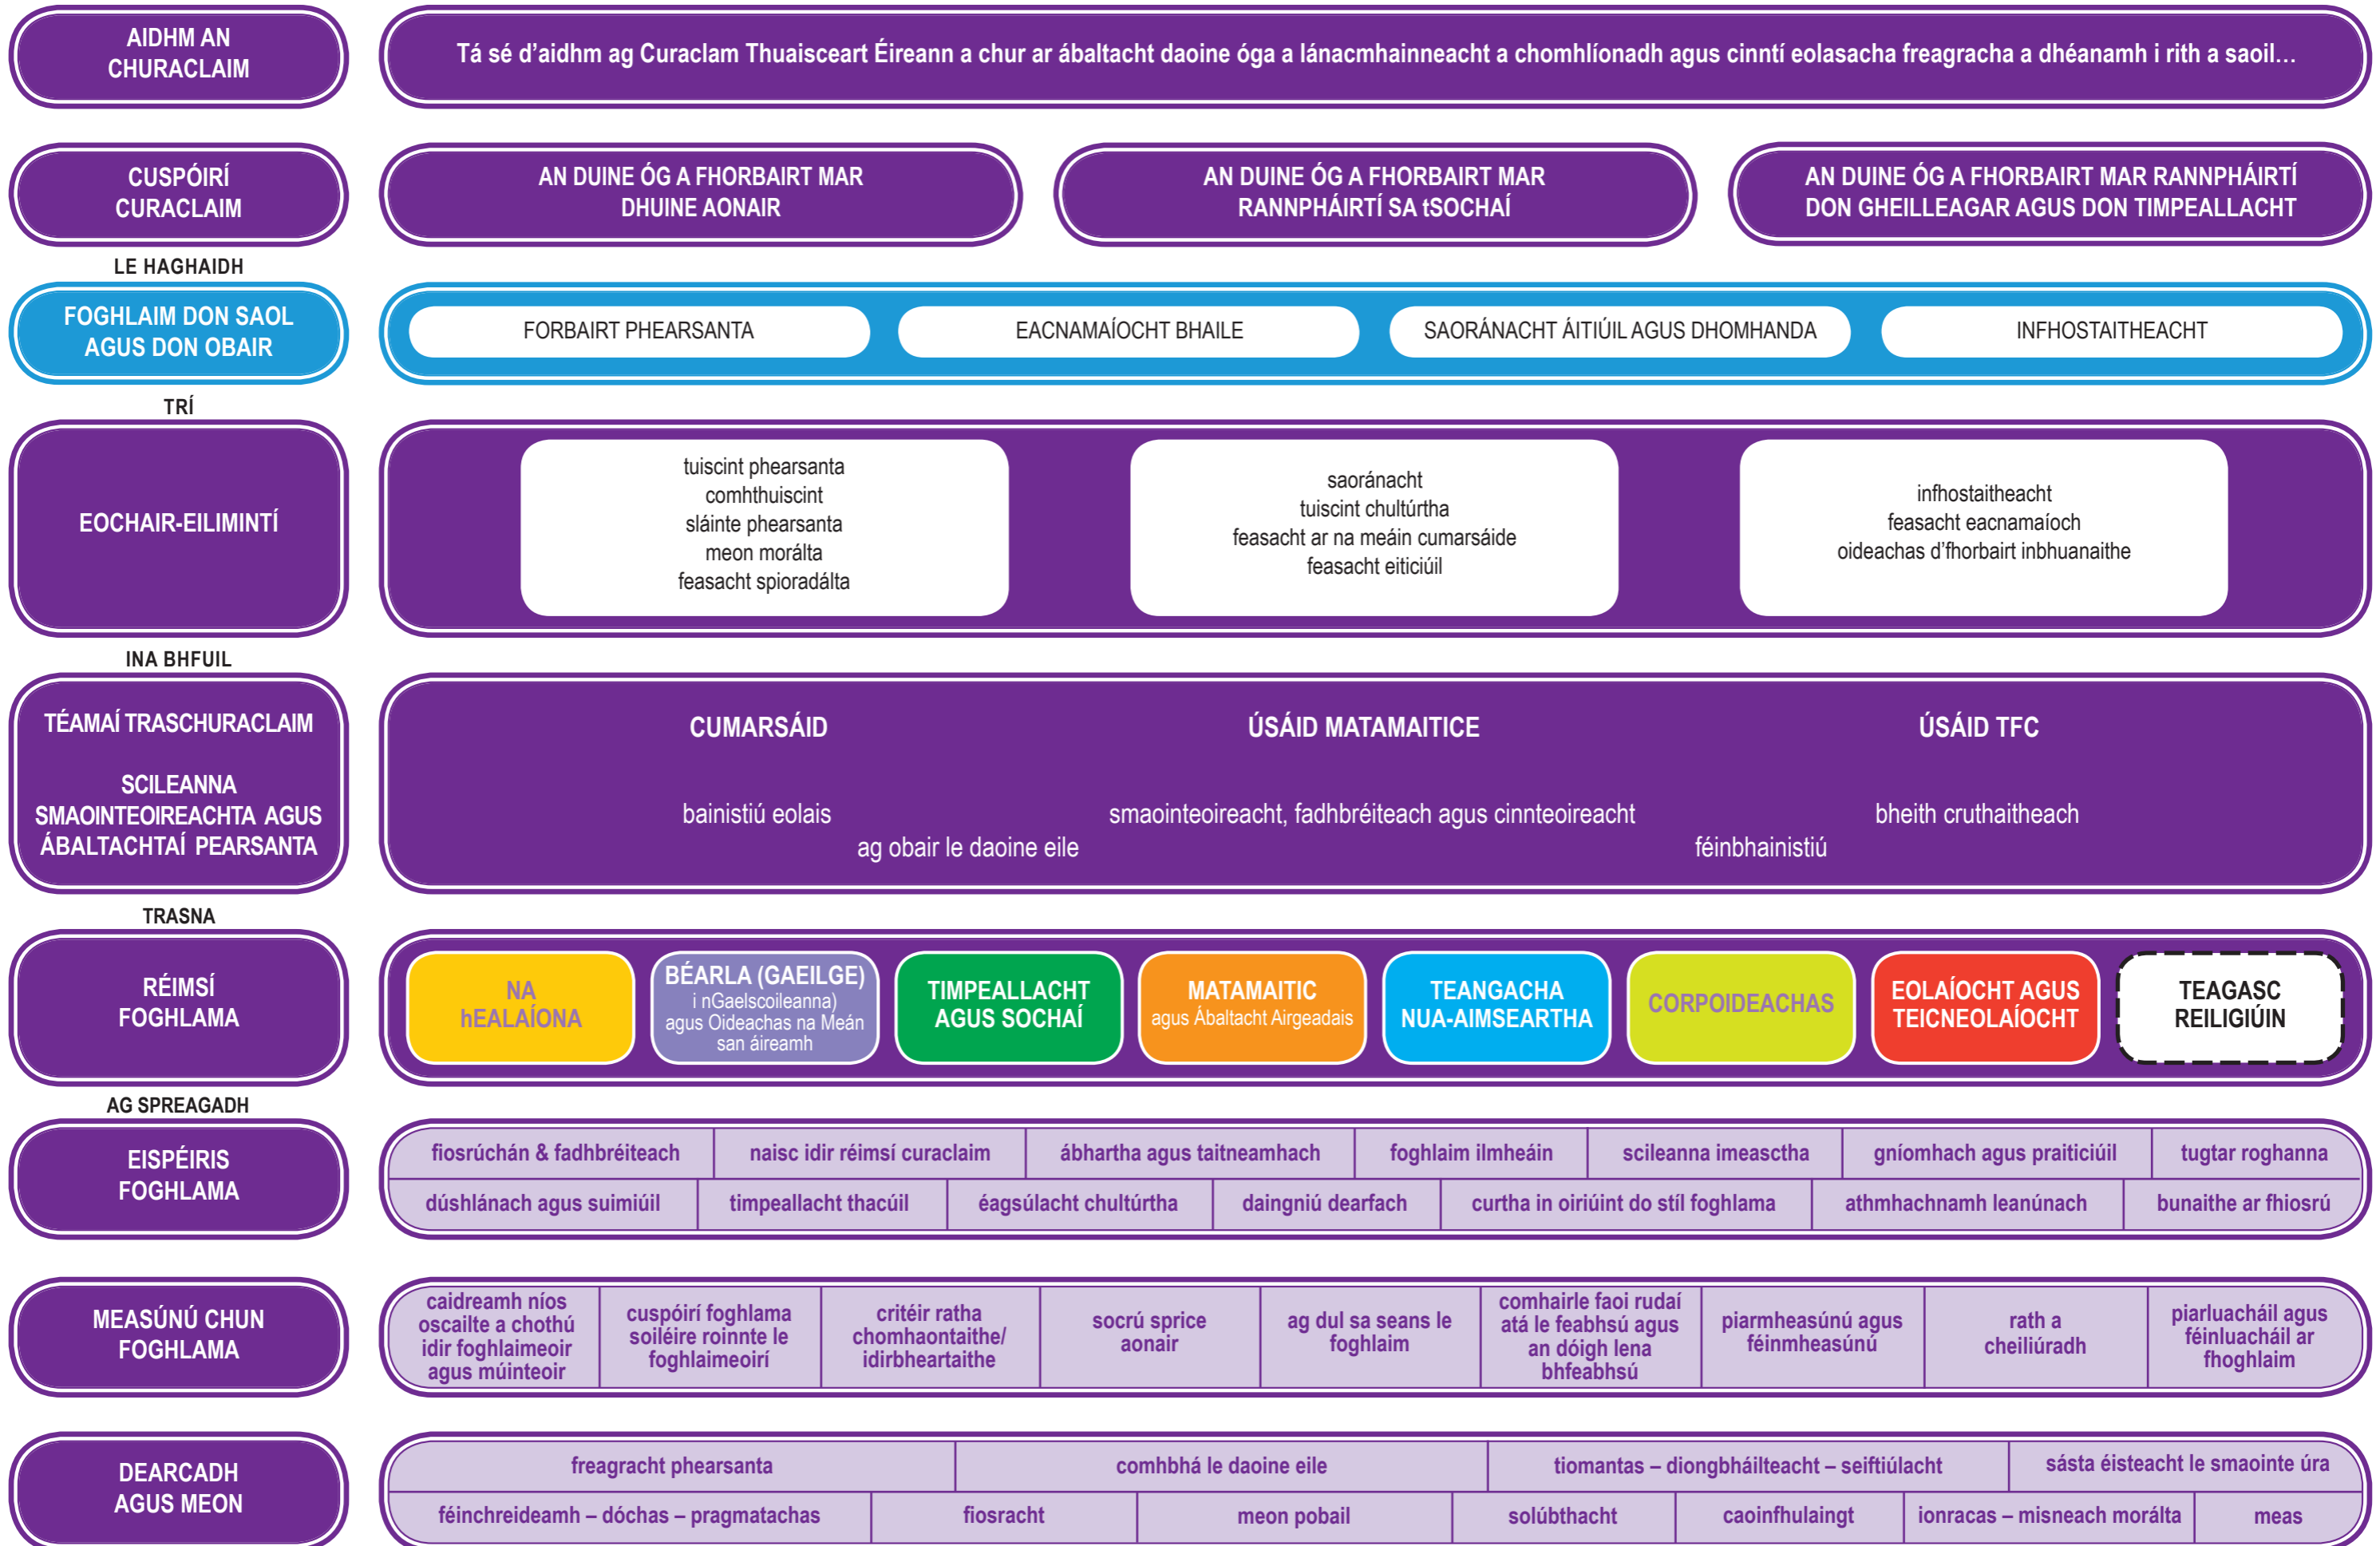 AIDHM AN
CHURACLAIM
Tá sé d'aidhm ag Curaclam Thuaisceart Éireann a chur ar ábaltacht daoine óga a lánacmhainneacht a chomhlíonadh agus cinntí eolasacha freagracha a dhéanamh i rith a saoil…
CUSPÓIRÍ
CURACLAIM
AN DUINE ÓG A FHORBAIRT MAR
DHUINE AONAIR
AN DUINE ÓG A FHORBAIRT MAR
RANNPHÁIRTÍ SA tSOCHAÍ
AN DUINE ÓG A FHORBAIRT MAR RANNPHÁIRTÍ
DON GHEILLEAGAR AGUS DON TIMPEALLACHT
LE HAGHAIDH
FOGHLAIM DON SAOL
AGUS DON OBAIR
FORBAIRT PHEARSANTA
EACNAMAÍOCHT BHAILE
SAORÁNACHT ÁITIÚIL AGUS DHOMHANDA
INFHOSTAITHEACHT
TRÍ
EOCHAIR-EILIMINTÍ
tuiscint phearsanta
comhthuiscint
sláinte phearsanta
meon morálta
feasacht spioradálta
saoránacht
tuiscint chultúrtha
feasacht ar na meáin cumarsáide
feasacht eiticiúil
infhostaitheacht
feasacht eacnamaíoch
oideachas d'fhorbairt inbhuanaithe
INA BHFUIL
TÉAMAÍ TRASCHURACLAIM
SCILEANNA
SMAOINTEOIREACHTA AGUS
ÁBALTACHTAÍ PEARSANTA
CUMARSÁID
ÚSÁID MATAMAITICE
ÚSÁID TFC
bainistiú eolais
smaointeoireacht, fadhbréiteach agus cinnteoireacht
bheith cruthaitheach
ag obair le daoine eile
féinbhainistiú
TRASNA
RÉIMSÍ
FOGHLAMA
NA
hEALAÍONA
BÉARLA (GAEILGE)
i nGaelscoileanna)
agus Oideachas na Meán
san áireamh
TIMPEALLACHT
AGUS SOCHAÍ
MATAMAITIC
agus Ábaltacht Airgeadais
TEANGACHA
NUA-AIMSEARTHA
CORPOIDEACHAS
EOLAÍOCHT AGUS
TEICNEOLAÍOCHT
TEAGASC
REILIGIÚIN
AG SPREAGADH
EISPÉIRIS
FOGHLAMA
fiosrúchán & fadhbréiteach
naisc idir réimsí curaclaim
ábhartha agus taitneamhach
foghlaim ilmheáin
scileanna imeasctha
gníomhach agus praiticiúil
tugtar roghanna
dúshlánach agus suimiúil
timpeallacht thacúil
éagsúlacht chultúrtha
daingniú dearfach
curtha in oiriúint do stíl foghlama
athmhachnamh leanúnach
bunaithe ar fhiosrú
MEASÚNÚ CHUN
FOGHLAMA
caidreamh níos
oscailte a chothú
idir foghlaimeoir
agus múinteoir
cuspóirí foghlama
soiléire roinnte le
foghlaimeoirí
critéir ratha
chomhaontaithe/
idirbheartaithe
socrú sprice
aonair
ag dul sa seans le
foghlaim
comhairle faoi rudaí
atá le feabhsú agus
an dóigh lena
bhfeabhsú
piarmheasúnú agus
féinmheasúnú
rath a
cheiliúradh
piarluacháil agus
féinluacháil ar
fhoghlaim
DEARCADH
AGUS MEON
freagracht phearsanta
comhbhá le daoine eile
tiomantas – diongbháilteacht – seiftiúlacht
sásta éisteacht le smaointe úra
féinchreideamh – dóchas – pragmatachas
fiosracht
meon pobail
solúbthacht
caoinfhulaingt
ionracas – misneach morálta
meas